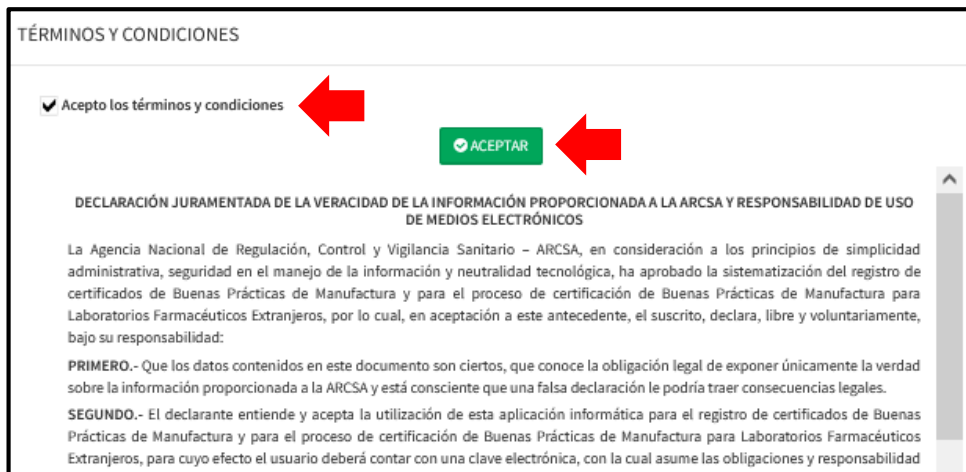 TÉRMINOS Y CONDICIONES
Acepto los términos y condiciones
ACEPTAR
DECLARACIÓN JURAMENTADA DE LA VERACIDAD DE LA INFORMACIÓN PROPORCIONADA A LA ARCSA Y RESPONSABILIDAD DE USO
DE MEDIOS ELECTRÓNICOS
La Agencia Nacional de Regulación, Control y Vigilancia Sanitario – ARCSA, en consideración a los principios de simplicidad
administrativa, seguridad en el manejo de la información y neutralidad tecnológica, ha aprobado la sistematización del registro de
certificados de Buenas Prácticas de Manufactura y para el proceso de certificación de Buenas Prácticas de Manufactura para
Laboratorios Farmacéuticos Extranjeros, por lo cual, en aceptación a este antecedente, el suscrito, declara, libre y voluntariamente,
bajo su responsabilidad:
PRIMERO.- Que los datos contenidos en este documento son ciertos, que conoce la obligación legal de exponer únicamente la verdad
sobre la información proporcionada a la ARCSA y está consciente que una falsa declaración le podría traer consecuencias legales.
SEGUNDO.- El declarante entiende y acepta la utilización de esta aplicación informática para el registro de certificados de Buenas
Prácticas de Manufactura y para el proceso de certificación de Buenas Prácticas de Manufactura para Laboratorios Farmacéuticos
Extranjeros, para cuyo efecto el usuario deberá contar con una clave electrónica, con la cual asume las obligaciones y responsabilidad